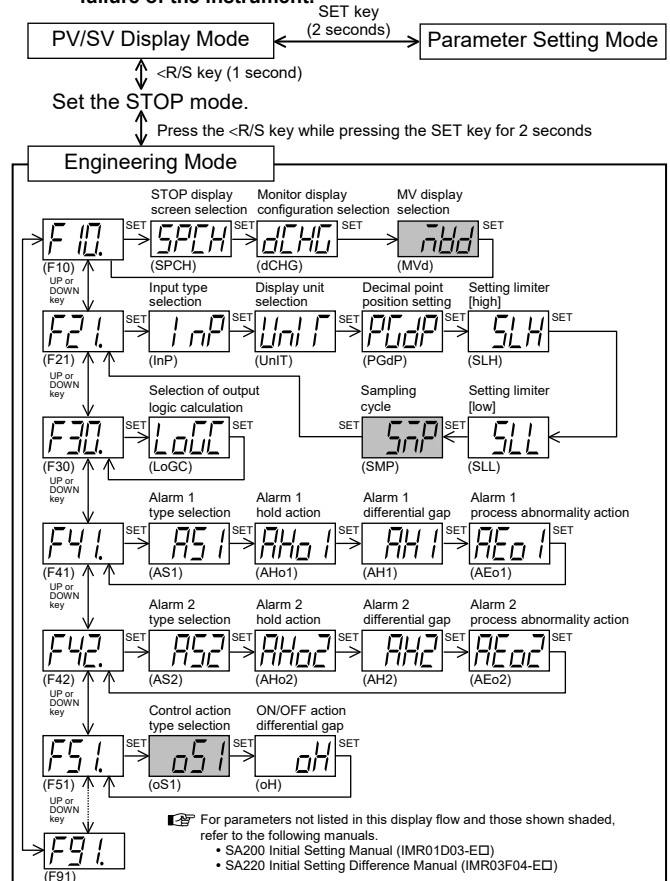 failure of the instrument.
SET key
(2 seconds)
PV/SV Display Mode
Parameter Setting Mode
<R/S key (1 second)
Set the STOP mode.
Press the <R/S key while pressing the SET key for 2 seconds
Engineering Mode
STOP display screen selection
Monitor display configuration selection
MV display selection
F10. SET SPCH SET dCHG SET MVd SET
(F10) (SPCH) (dCHG) (MVd)
UP or DOWN key
Input type selection
Display unit selection
Decimal point position setting
Setting limiter [high]
F21. SET InP SET UnIT SET PGdP SET SLH SET
(F21) (InP) (UnIT) (PGdP) (SLH)
UP or DOWN key
Selection of output logic calculation
Sampling cycle
Setting limiter [low]
F30. SET LoGC SET SET SMP SET SLL
(F30) (LoGC) (SMP) (SLL)
UP or DOWN key
Alarm 1 type selection
Alarm 1 hold action
Alarm 1 differential gap
Alarm 1 process abnormality action
F41. SET AS1 SET AHo1 SET AH1 SET AEo1 SET
(F41) (AS1) (AHo1) (AH1) (AEo1)
UP or DOWN key
Alarm 2 type selection
Alarm 2 hold action
Alarm 2 differential gap
Alarm 2 process abnormality action
F42. SET AS2 SET AHo2 SET AH2 SET AEo2 SET
(F42) (AS2) (AHo2) (AH2) (AEo2)
UP or DOWN key
Control action type selection
ON/OFF action differential gap
F51. SET oS1 SET oH SET
(F51) (oS1) (oH)
UP or DOWN key
For parameters not listed in this display flow and those shown shaded,
refer to the following manuals.
• SA200 Initial Setting Manual (IMR01D03-E□)
• SA220 Initial Setting Difference Manual (IMR03F04-E□)
F91.
(F91)